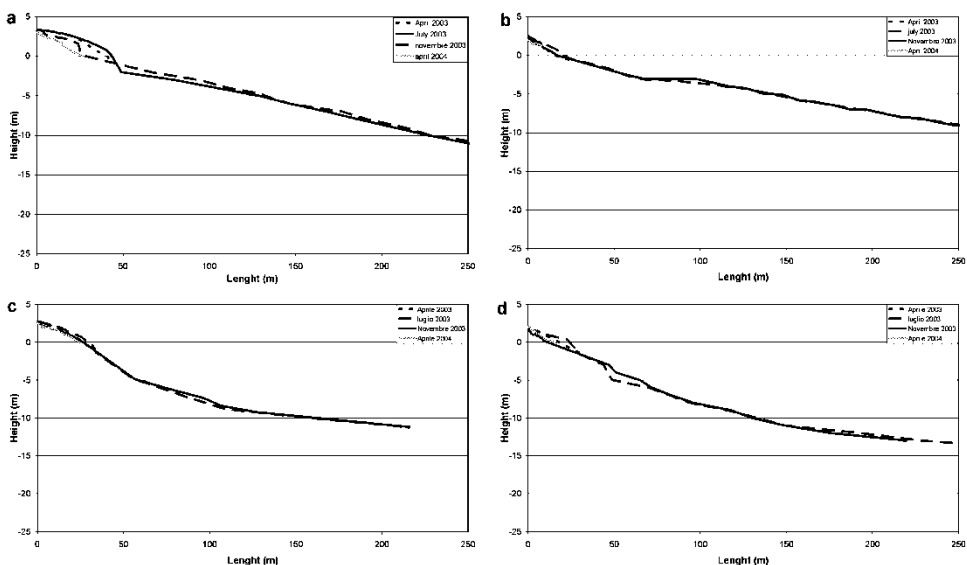 a
5
0
-5
-10
-15
-20
-25
Height (m)
0 50 100 150 200 250
Lenght (m)
April 2003
July 2003
novembre 2003
april 2004
b
5
0
-5
-10
-15
-20
-25
Height (m)
0 50 100 150 200 250
Lenght (m)
April 2003
july 2003
Novembre 2003
April 2004
c
5
0
-5
-10
-15
-20
-25
Height (m)
0 50 100 150 200 250
Lenght (m)
Aprile 2003
luglio 2003
Novembre 2003
Aprile 2004
d
5
0
-5
-10
-15
-20
-25
Height (m)
0 50 100 150 200 250
Lenght (m)
Aprile 2003
luglio 2003
Novembre 2003
Aprile 2004